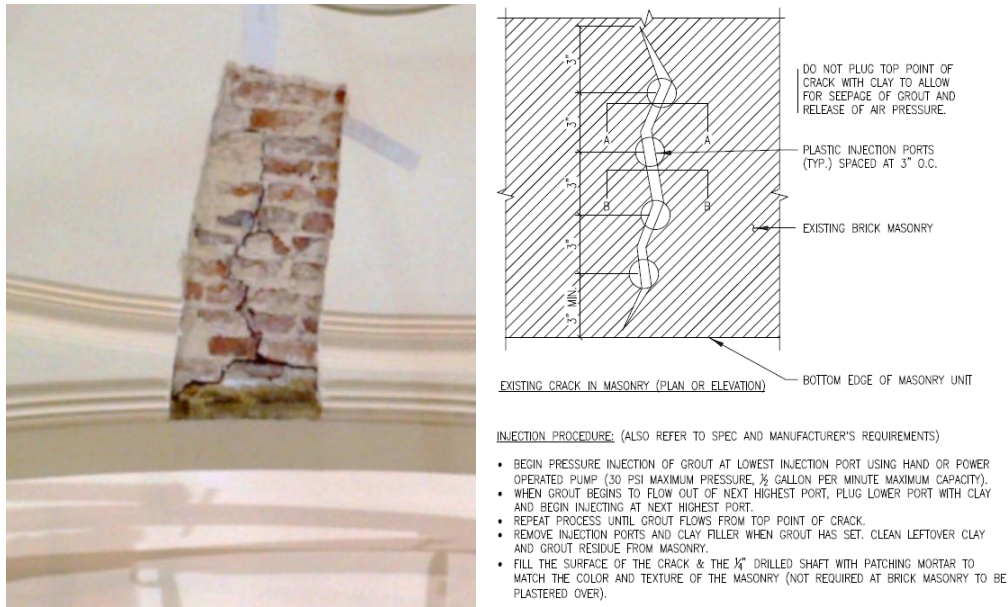 3"
3"
3"
3"
3" MIN.
A
A
B
B
DO NOT PLUG TOP POINT OF
CRACK WITH CLAY TO ALLOW
FOR SEEPAGE OF GROUT AND
RELEASE OF AIR PRESSURE.
PLASTIC INJECTION PORTS
(TYP.) SPACED AT 3" O.C.
EXISTING BRICK MASONRY
BOTTOM EDGE OF MASONRY UNIT
EXISTING CRACK IN MASONRY (PLAN OR ELEVATION)
INJECTION PROCEDURE: (ALSO REFER TO SPEC AND MANUFACTURER'S REQUIREMENTS)
• BEGIN PRESSURE INJECTION OF GROUT AT LOWEST INJECTION PORT USING HAND OR POWER
OPERATED PUMP (30 PSI MAXIMUM PRESSURE, ½ GALLON PER MINUTE MAXIMUM CAPACITY).
• WHEN GROUT BEGINS TO FLOW OUT OF NEXT HIGHEST PORT, PLUG LOWER PORT WITH CLAY
AND BEGIN INJECTING AT NEXT HIGHEST PORT.
• REPEAT PROCESS UNTIL GROUT FLOWS FROM TOP POINT OF CRACK.
• REMOVE INJECTION PORTS AND CLAY FILLER WHEN GROUT HAS SET. CLEAN LEFTOVER CLAY
AND GROUT RESIDUE FROM MASONRY.
• FILL THE SURFACE OF THE CRACK & THE ¼" DRILLED SHAFT WITH PATCHING MORTAR TO
MATCH THE COLOR AND TEXTURE OF THE MASONRY (NOT REQUIRED AT BRICK MASONRY TO BE
PLASTERED OVER).